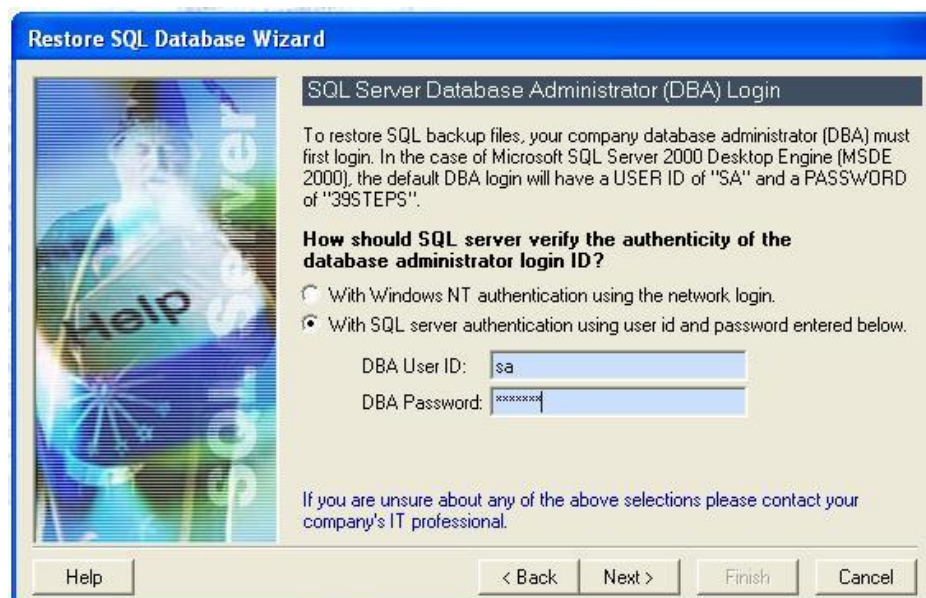 Restore SQL Database Wizard
SQL Server Database Administrator (DBA) Login
To restore SQL backup files, your company database administrator (DBA) must
first login. In the case of Microsoft SQL Server 2000 Desktop Engine (MSDE
2000), the default DBA login will have a USER ID of "SA" and a PASSWORD
of "39STEPS".
How should SQL server verify the authenticity of the
database administrator login ID?
With Windows NT authentication using the network login.
With SQL server authentication using user id and password entered below.
DBA User ID: sa
DBA Password: *******
If you are unsure about any of the above selections please contact your
company's IT professional.
Help
SQL Server
Help < Back Next > Finish Cancel